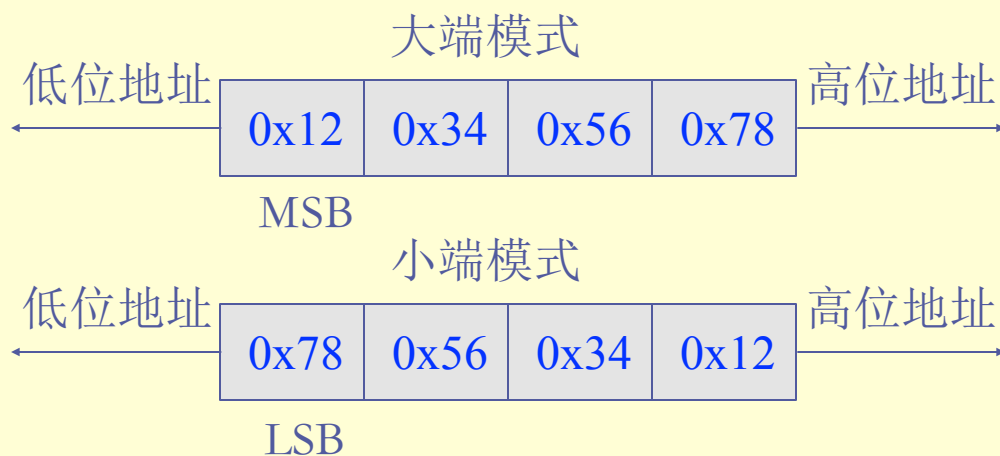 大端模式
低位地址 0x12 0x34 0x56 0x78 高位地址
MSB
小端模式
低位地址 0x78 0x56 0x34 0x12 高位地址
LSB